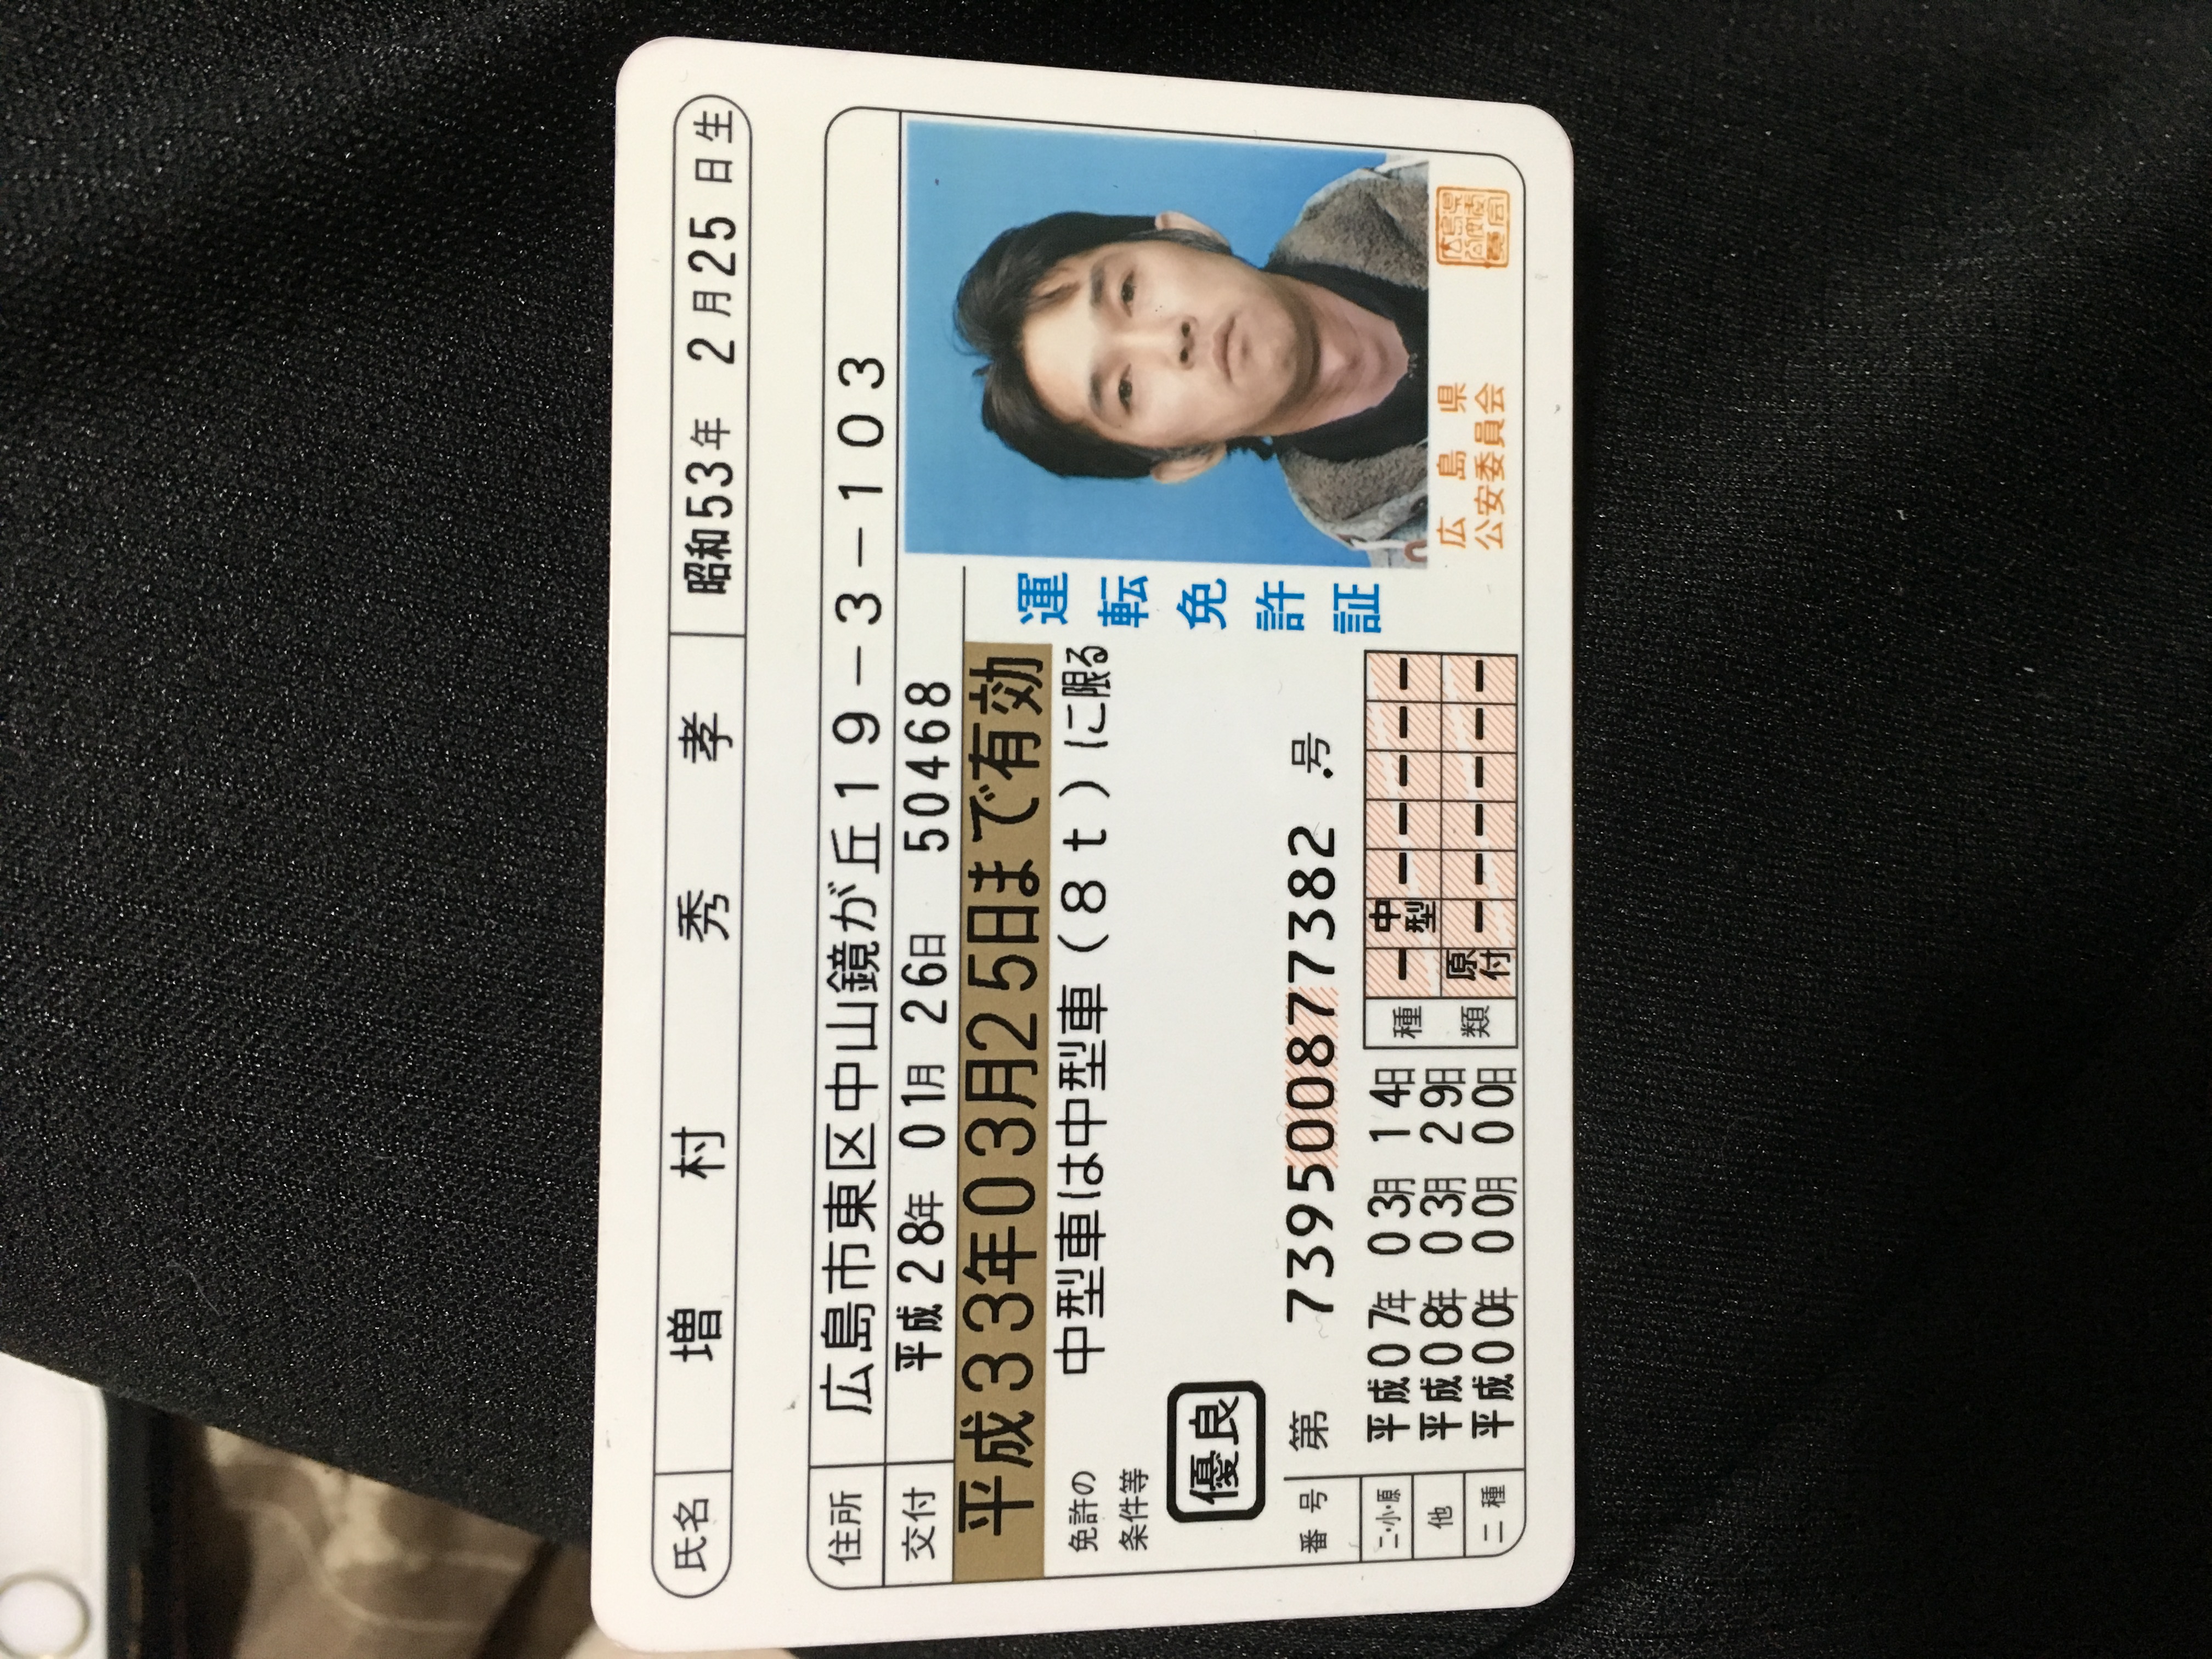 氏名 増村 秀孝 昭和53年 2月25日生
住所 広島市東区中山鏡が丘19-3-103
交付 平成28年 01月 26日 50468
平成33年03月25日まで有効
免許の条件等 中型車は中型車(8t)に限る
優良
番号 第 739500877382 号
二・小・原 平成07年 03月 14日
他 平成08年 03月 29日
二種 平成00年 00月 00日
種類 － 中型 － － － － －
原付 － － － － － －
運転免許証
広島県
公安委員会